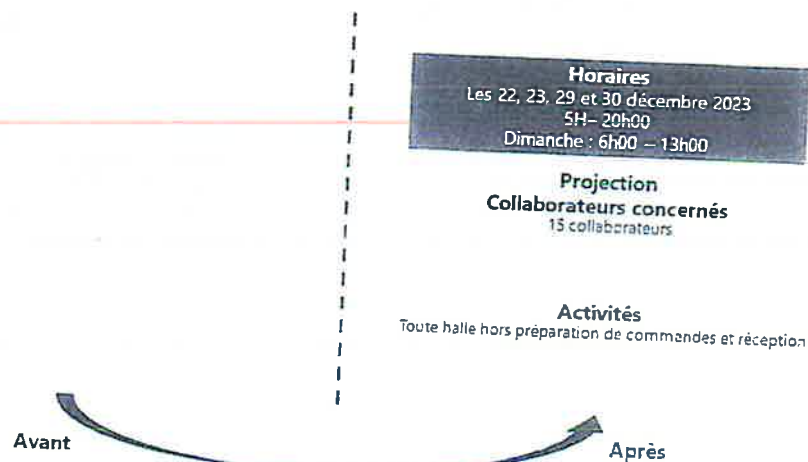 Horaires
Les 22, 23, 29 et 30 décembre 2023
5H– 20h00
Dimanche : 6h00 – 13h00
Projection
Collaborateurs concernés
15 collaborateurs
Activités
Toute halle hors préparation de commandes et réception
Avant
Après